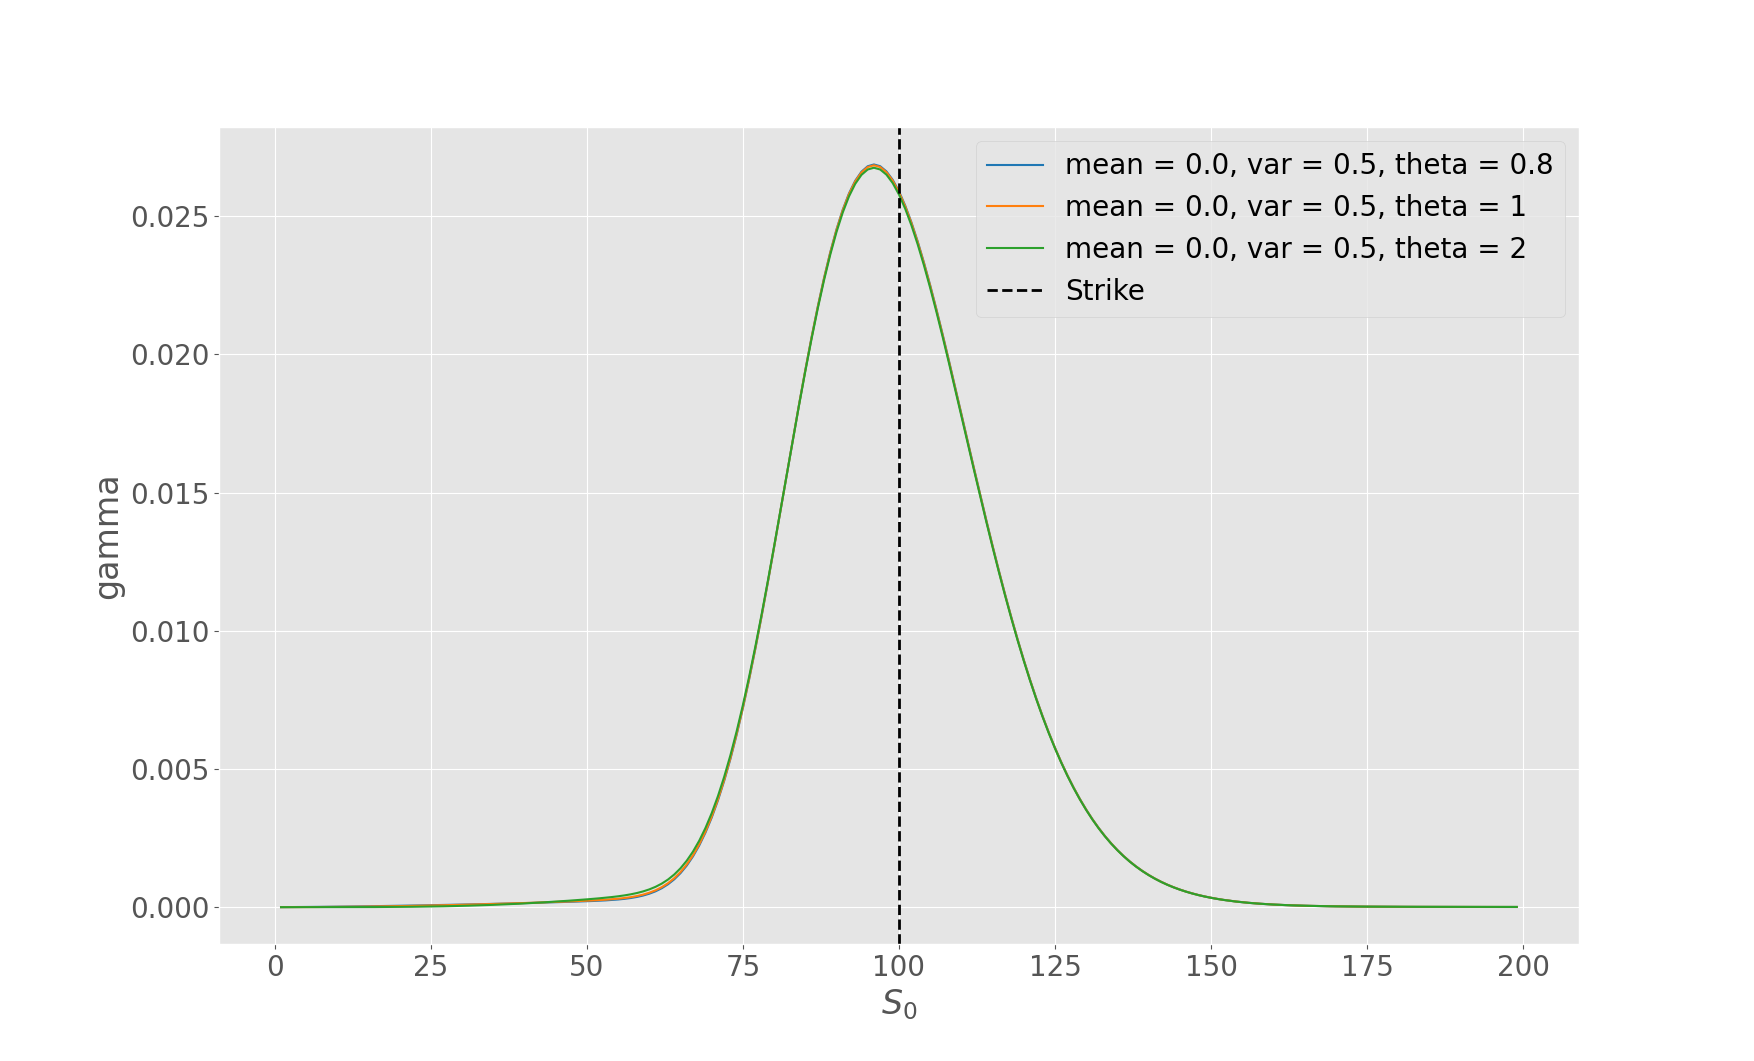 mean = 0.0, var = 0.5, theta = 0.8
mean = 0.0, var = 0.5, theta = 1
mean = 0.0, var = 0.5, theta = 2
Strike
gamma
0.025
0.020
0.015
0.010
0.005
0.000
0 25 50 75 100 125 150 175 200
S₀